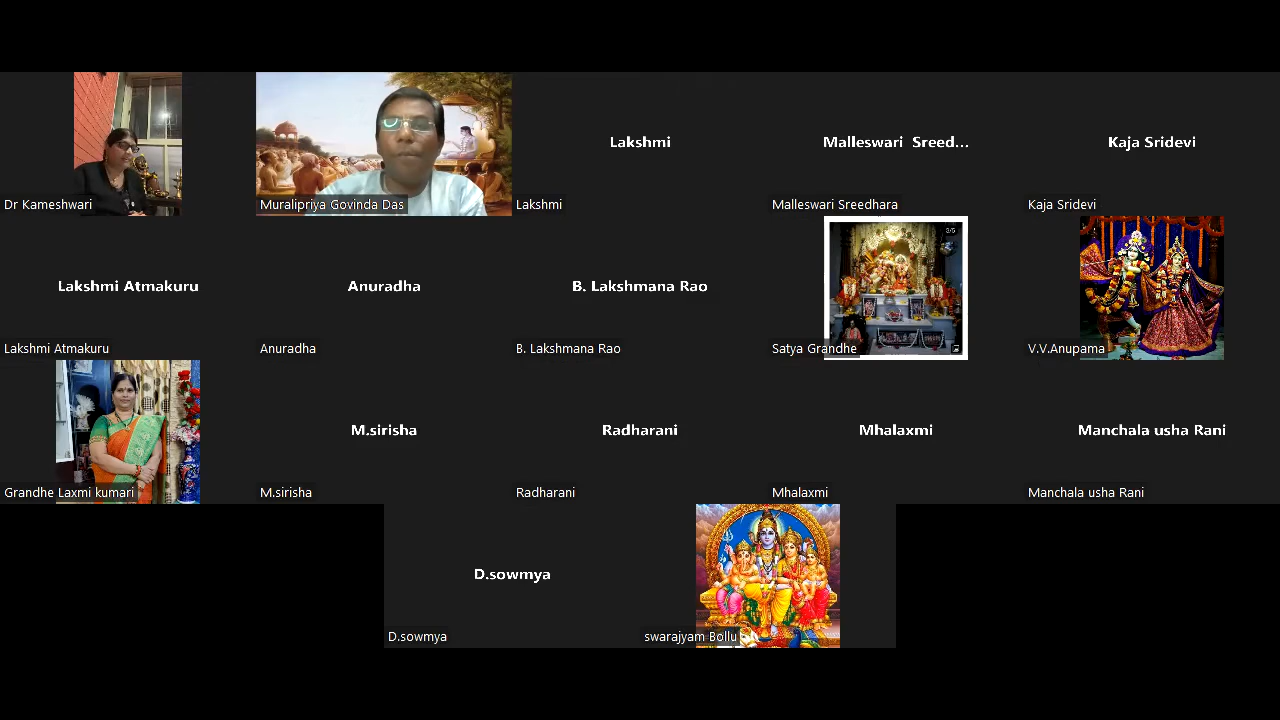 Dr Kameshwari
Muralipriya Govinda Das
Lakshmi
Lakshmi
Malleswari Sreed...
Malleswari Sreedhara
Kaja Sridevi
Kaja Sridevi
Lakshmi Atmakuru
Lakshmi Atmakuru
Anuradha
Anuradha
B. Lakshmana Rao
B. Lakshmana Rao
3/5
Satya Grandhe
V.V.Anupama
Grandhe Laxmi kumari
M.sirisha
M.sirisha
Radharani
Radharani
Mhalaxmi
Mhalaxmi
Manchala usha Rani
Manchala usha Rani
D.sowmya
D.sowmya
swarajyam Bollu